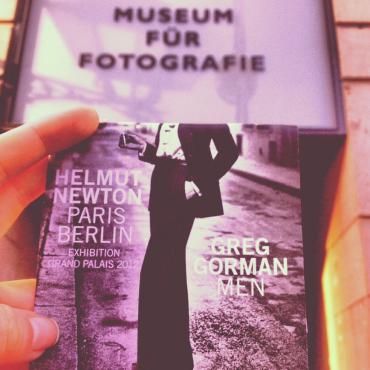 MUSEUM
FÜR
FOTOGRAFIE
HELMUT
NEWTON
PARIS
BERLIN
EXHIBITION
GRAND PALAIS 2012
GREG
GORMAN
MEN